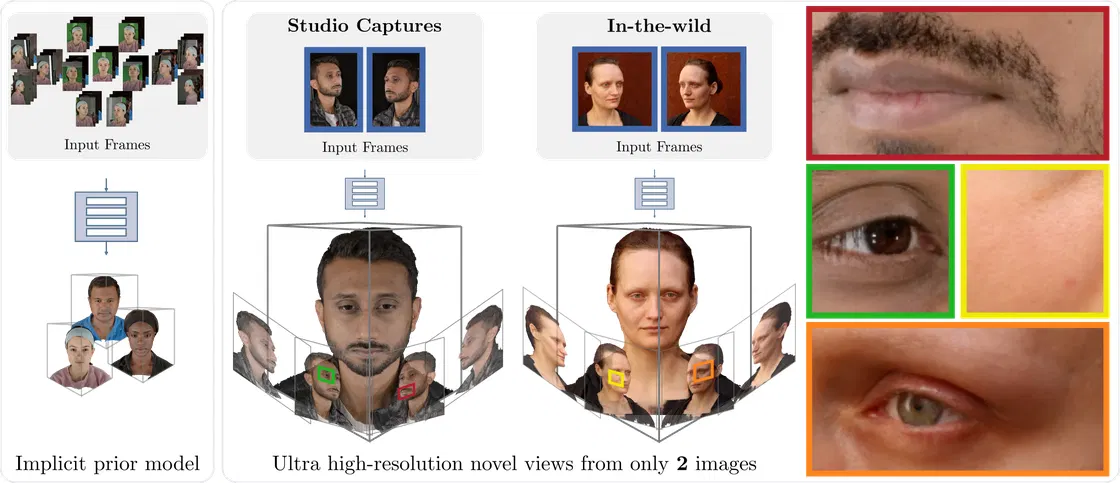 Input Frames
Implicit prior model
Studio Captures
Input Frames
In-the-wild
Input Frames
Ultra high-resolution novel views from only 2 images